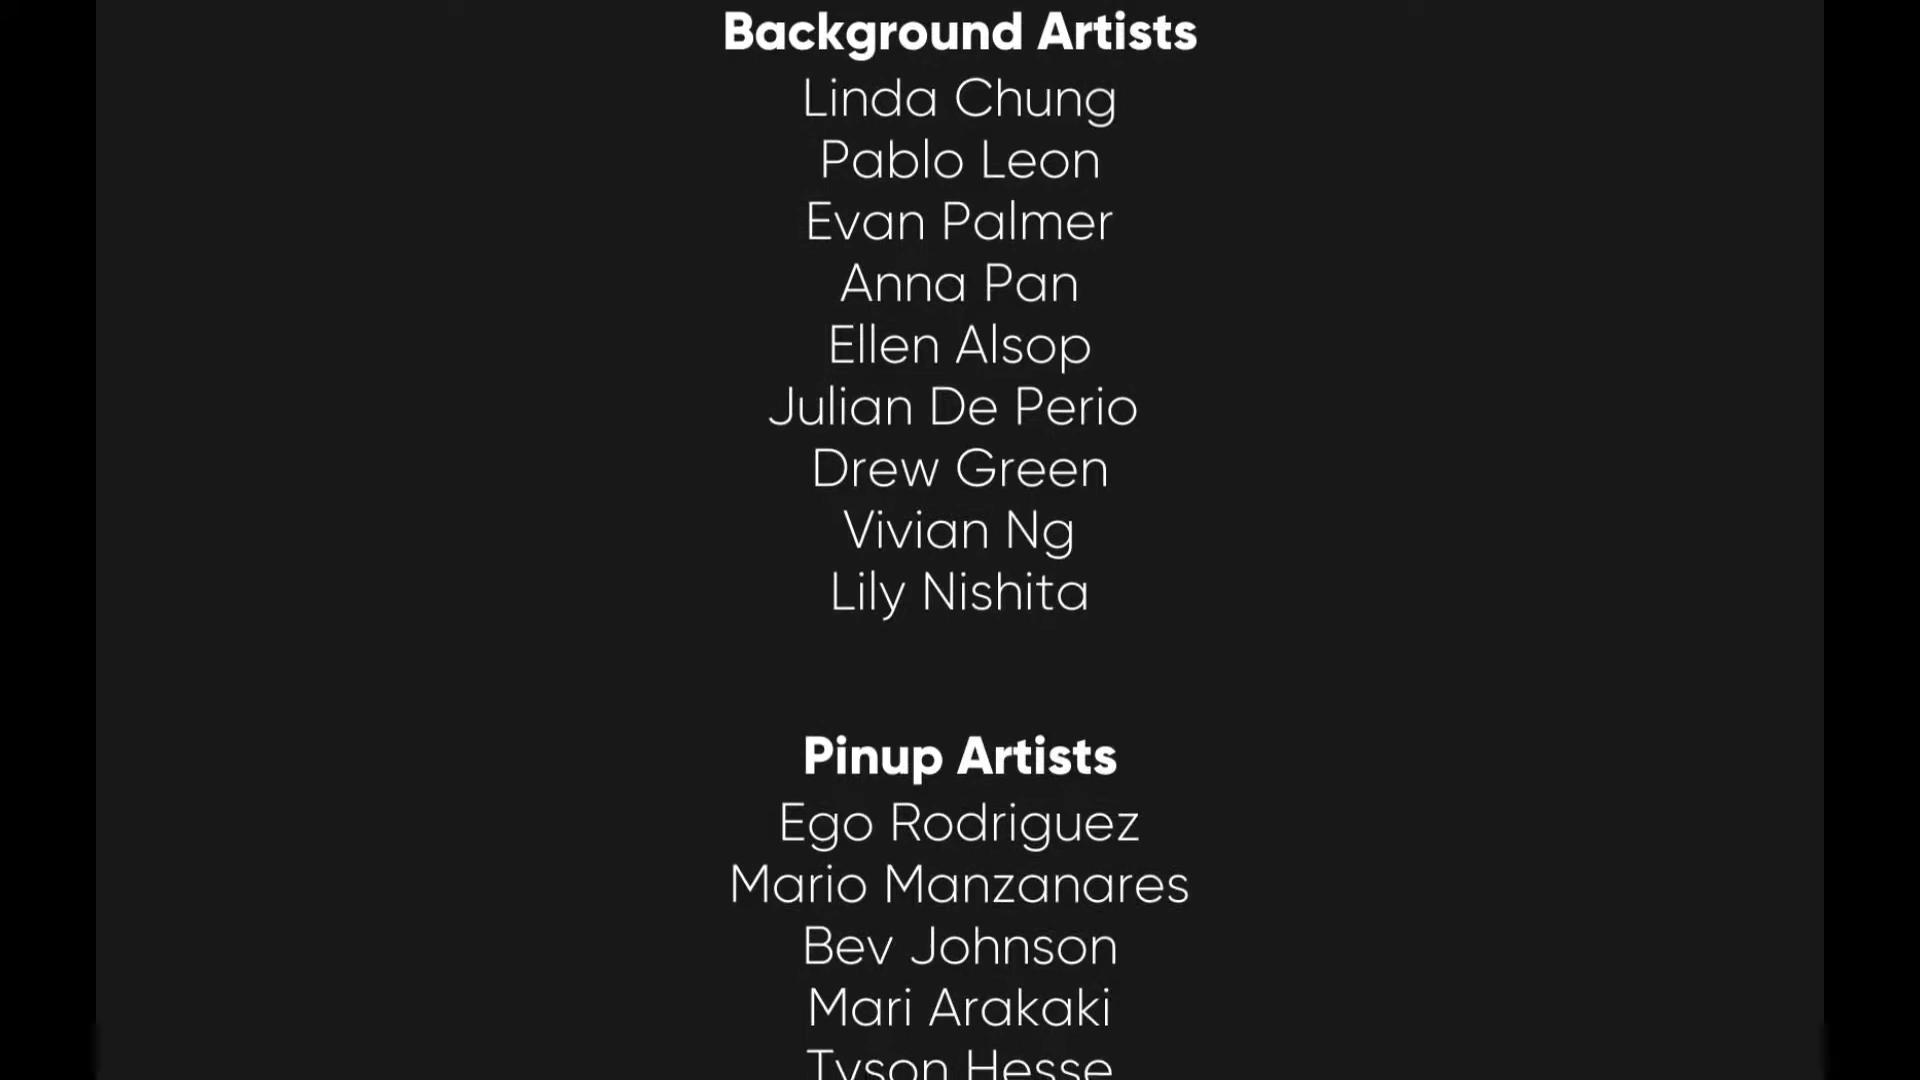 Background Artists
Linda Chung
Pablo Leon
Evan Palmer
Anna Pan
Ellen Alsop
Julian De Perio
Drew Green
Vivian Ng
Lily Nishita
Pinup Artists
Ego Rodriguez
Mario Manzanares
Bev Johnson
Mari Arakaki
Tyson Hesse